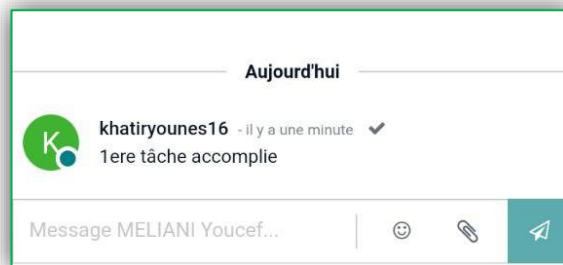 Aujourd'hui
K
khatiryounes16 - il y a une minute
1ere tâche accomplie
Message MELIANI Youcef...